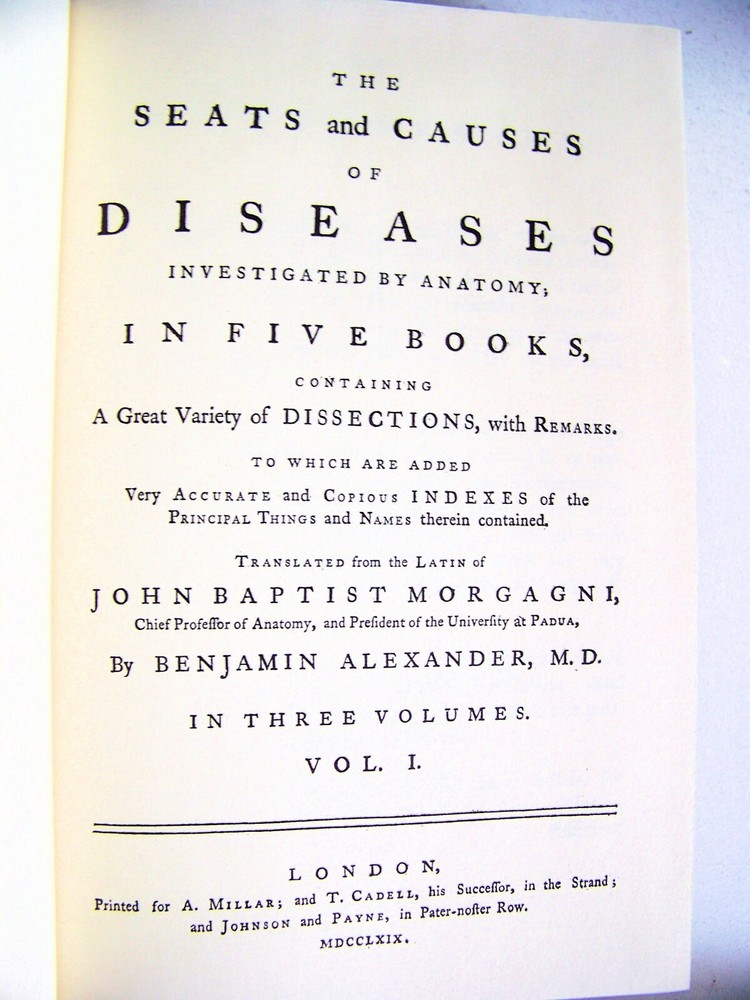 THE
SEATS and CAUSES
OF
DISEASES
INVESTIGATED BY ANATOMY;
IN FIVE BOOKS,
CONTAINING
A Great Variety of DISSECTIONS, with REMARKS.
TO WHICH ARE ADDED
Very ACCURATE and COPIOUS INDEXES of the
PRINCIPAL THINGS and NAMES therein contained.
TRANSLATED from the LATIN of
JOHN BAPTIST MORGAGNI,
Chief Profeſſor of Anatomy, and Preſident of the Univerſity at PADUA,
By BENJAMIN ALEXANDER, M.D.
IN THREE VOLUMES.
VOL. I.
LONDON,
Printed for A. MILLAR; and T. CADELL, his Succeſſor, in the Strand;
and JOHNSON and PAYNE, in Pater-noſter Row.
MDCCLXIX.